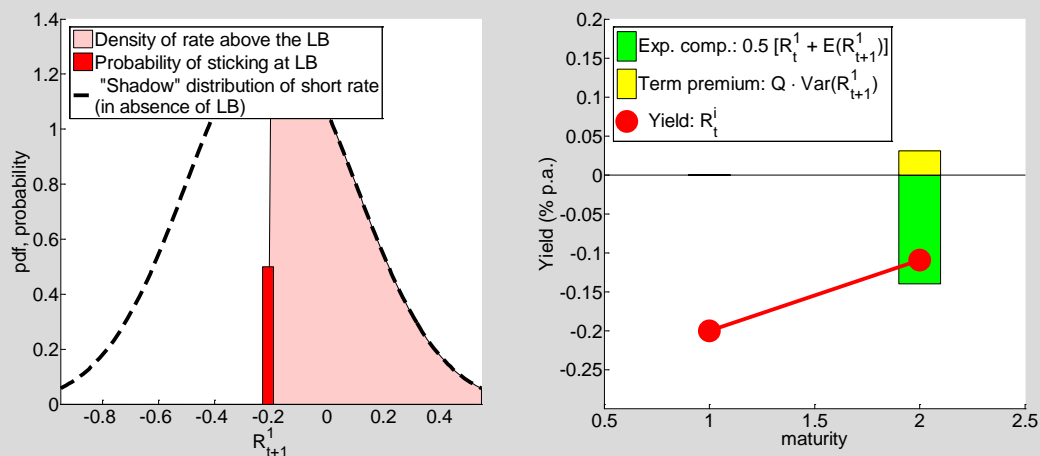 1.4
1.2
1
0.8
0.6
0.4
0.2
0
pdf, probability
Density of rate above the LB
Probability of sticking at LB
"Shadow" distribution of short rate
(in absence of LB)
-0.8 -0.6 -0.4 -0.2 0 0.2 0.4
R¹ₜ₊₁
0.2
0.15
0.1
0.05
0
-0.05
-0.1
-0.15
-0.2
-0.25
Yield (% p.a.)
Exp. comp.: 0.5 [R¹ₜ + E(R¹ₜ₊₁)]
Term premium: Q · Var(R¹ₜ₊₁)
Yield: Rⁱₜ
0.5 1 1.5 2 2.5
maturity